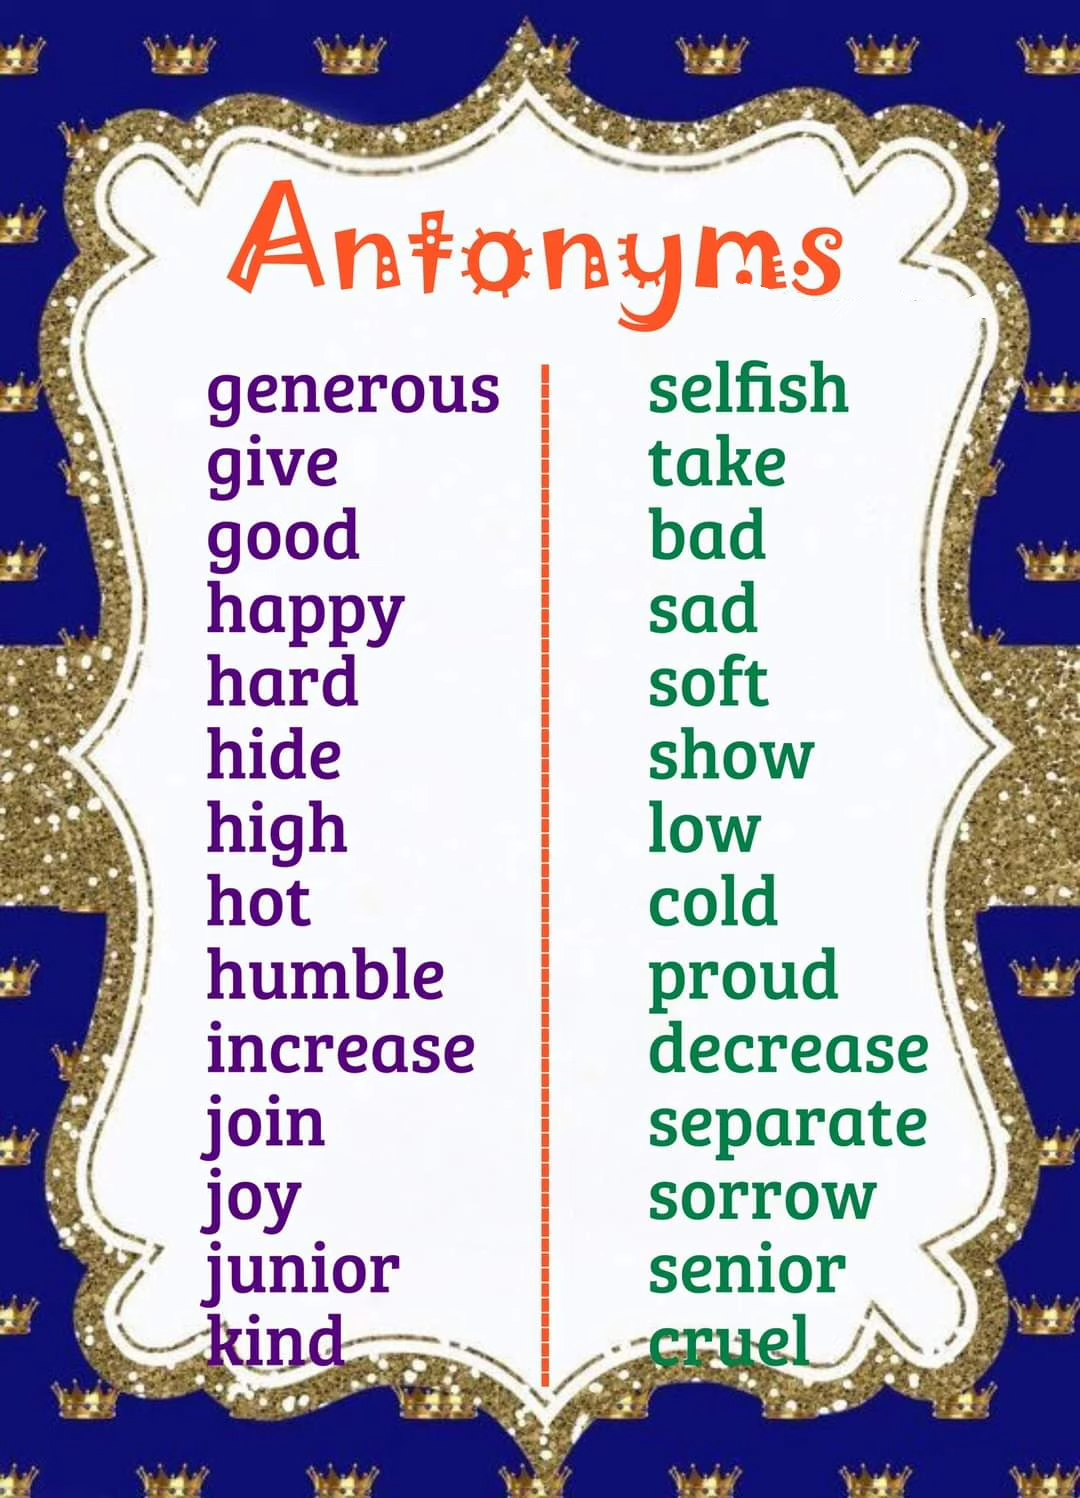 Antonyms
generous selfish
give take
good bad
happy sad
hard soft
hide show
high low
hot cold
humble proud
increase decrease
join separate
joy sorrow
junior senior
kind cruel